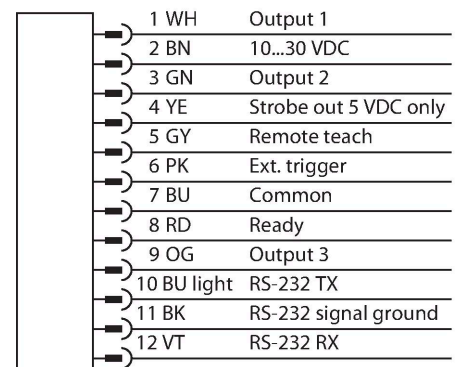 1 WH Output 1
2 BN 10...30 VDC
3 GN Output 2
4 YE Strobe out 5 VDC only
5 GY Remote teach
6 PK Ext. trigger
7 BU Common
8 RD Ready
9 OG Output 3
10 BU light RS-232 TX
11 BK RS-232 signal ground
12 VT RS-232 RX